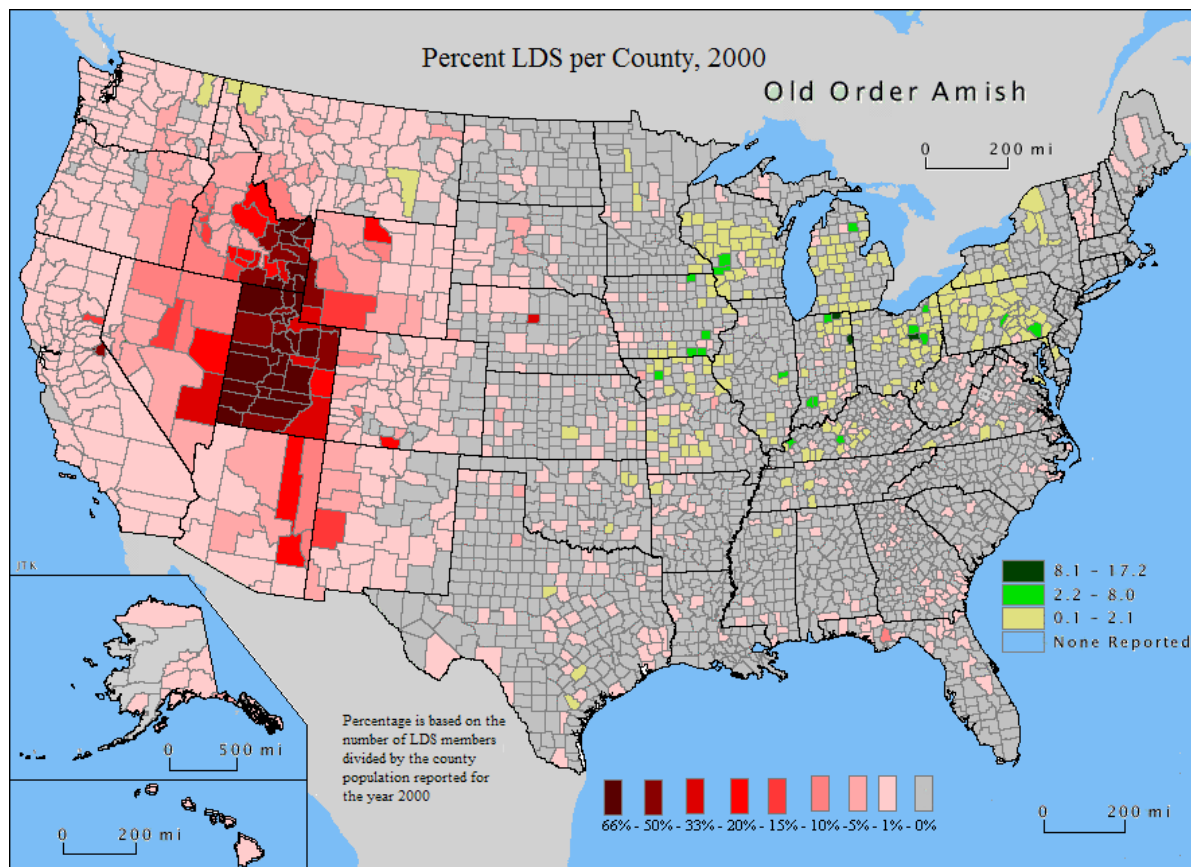 Percent LDS per County, 2000
Old Order Amish
0 200 mi
JTK
8.1 - 17.2
2.2 - 8.0
0.1 - 2.1
None Reported
0 500 mi
Percentage is based on the
number of LDS members
divided by the county
population reported for
the year 2000
66% - 50% - 33% - 20% - 15% - 10% -5% - 1% - 0%
0 200 mi
0 200 mi